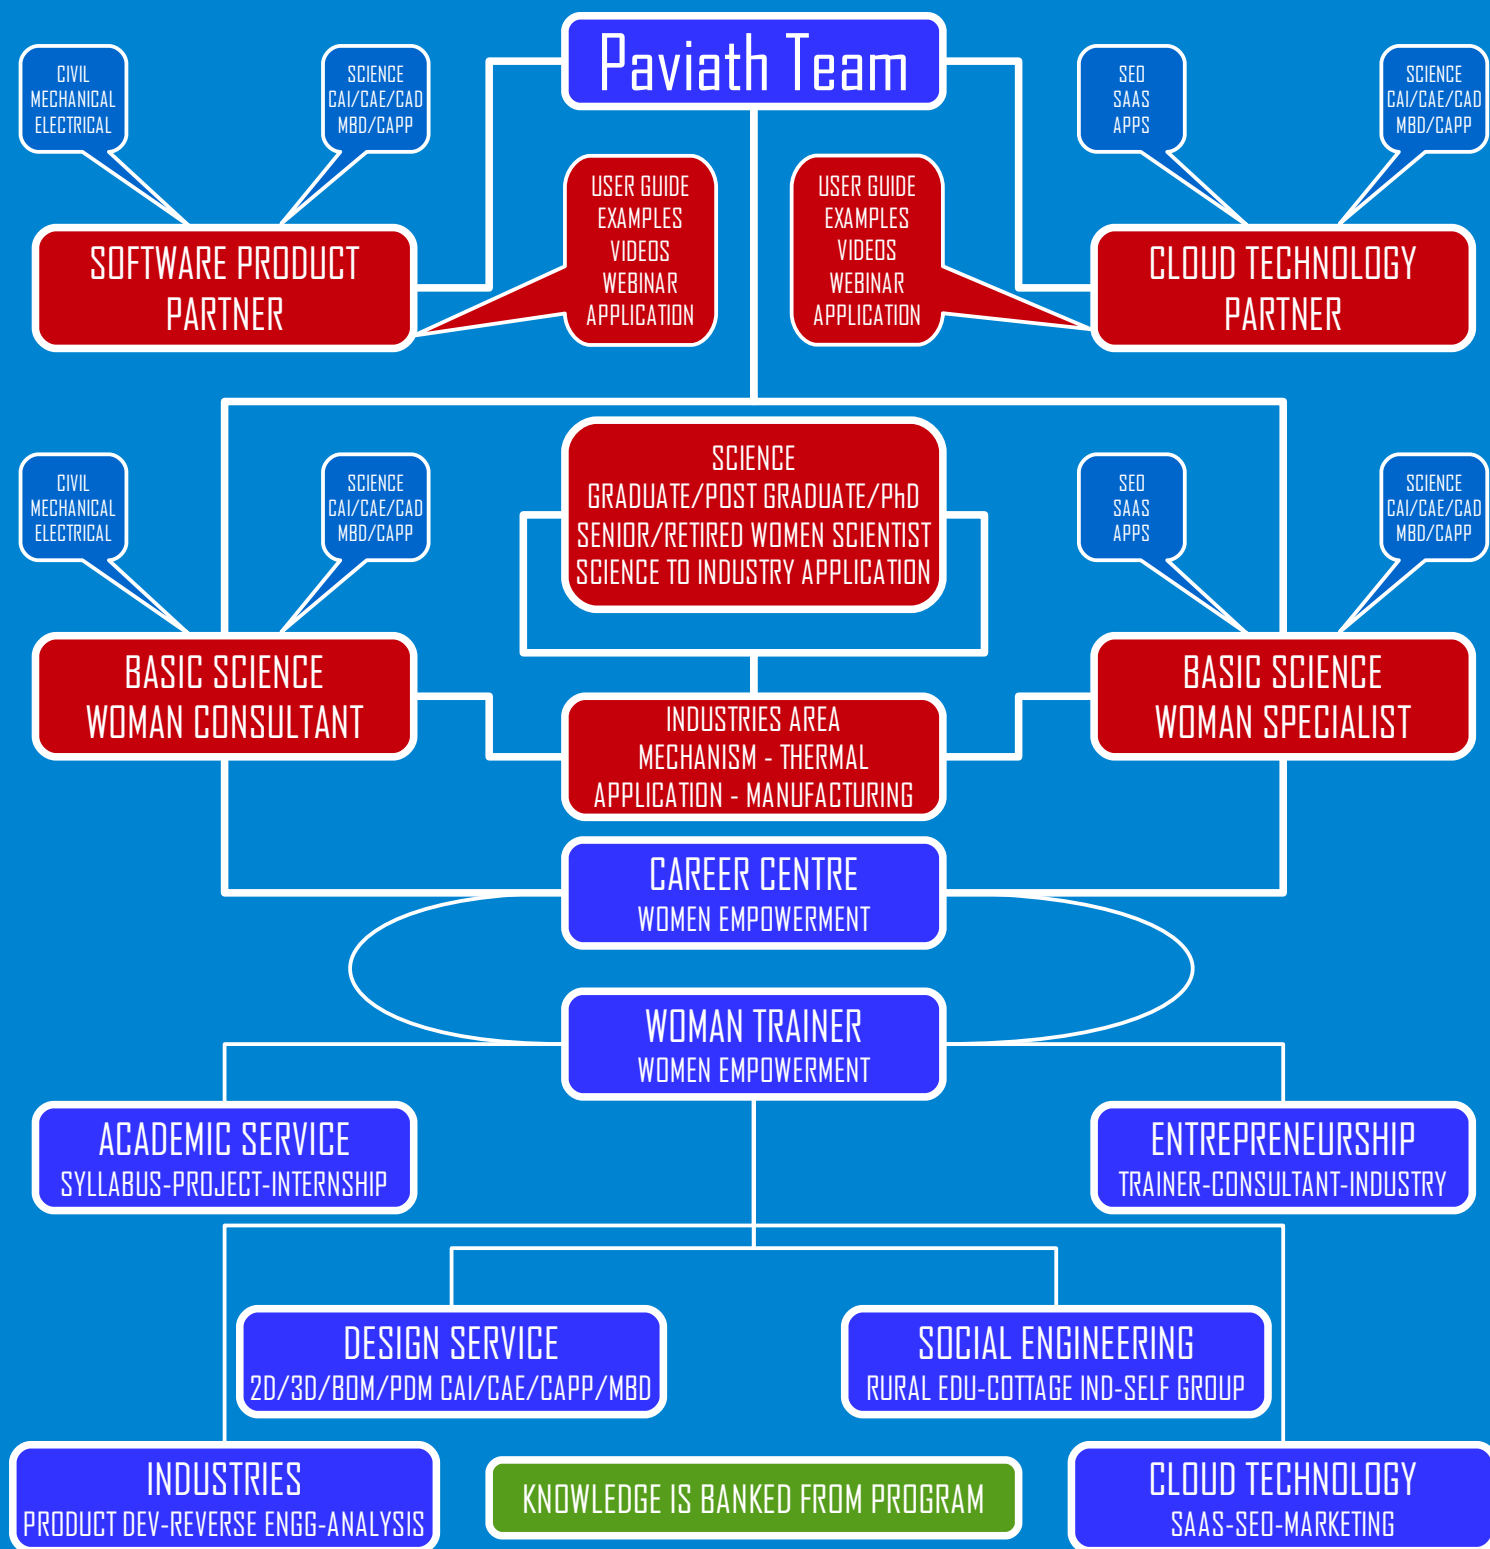 Paviath Team
CIVIL
MECHANICAL
ELECTRICAL
SCIENCE
CAI/CAE/CAD
MBD/CAPP
SEO
SAAS
APPS
SCIENCE
CAI/CAE/CAD
MBD/CAPP
SOFTWARE PRODUCT
PARTNER
USER GUIDE
EXAMPLES
VIDEOS
WEBINAR
APPLICATION
USER GUIDE
EXAMPLES
VIDEOS
WEBINAR
APPLICATION
CLOUD TECHNOLOGY
PARTNER
CIVIL
MECHANICAL
ELECTRICAL
SCIENCE
CAI/CAE/CAD
MBD/CAPP
SCIENCE
GRADUATE/POST GRADUATE/PhD
SENIOR/RETIRED WOMEN SCIENTIST
SCIENCE TO INDUSTRY APPLICATION
SEO
SAAS
APPS
SCIENCE
CAI/CAE/CAD
MBD/CAPP
BASIC SCIENCE
WOMAN CONSULTANT
INDUSTRIES AREA
MECHANISM - THERMAL
APPLICATION - MANUFACTURING
BASIC SCIENCE
WOMAN SPECIALIST
CAREER CENTRE
WOMEN EMPOWERMENT
WOMAN TRAINER
WOMEN EMPOWERMENT
ACADEMIC SERVICE
SYLLABUS-PROJECT-INTERNSHIP
ENTREPRENEURSHIP
TRAINER-CONSULTANT-INDUSTRY
DESIGN SERVICE
2D/3D/BOM/PDM CAI/CAE/CAPP/MBD
SOCIAL ENGINEERING
RURAL EDU-COTTAGE IND-SELF GROUP
INDUSTRIES
PRODUCT DEV-REVERSE ENGG-ANALYSIS
KNOWLEDGE IS BANKED FROM PROGRAM
CLOUD TECHNOLOGY
SAAS-SEO-MARKETING